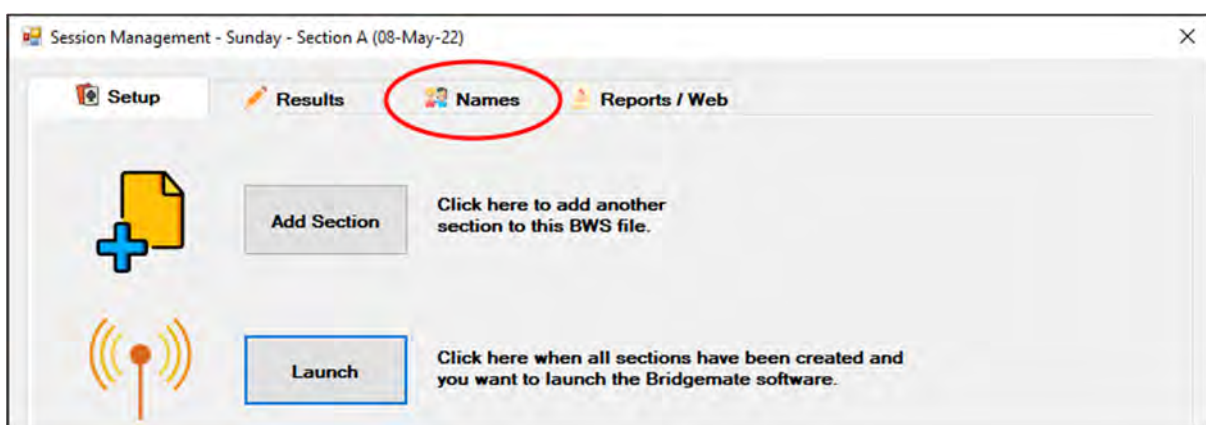 Session Management - Sunday - Section A (08-May-22)
Setup
Results
Names
Reports / Web
Add Section
Click here to add another
section to this BWS file.
Launch
Click here when all sections have been created and
you want to launch the Bridgemate software.